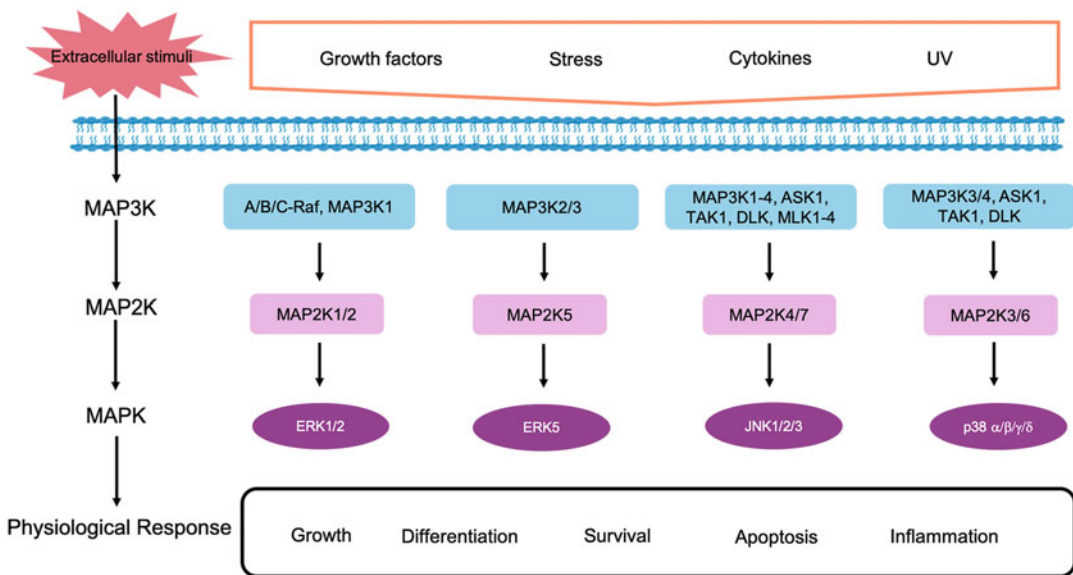 Extracellular stimuli
Growth factors Stress Cytokines UV
MAP3K
A/B/C-Raf, MAP3K1
MAP3K2/3
MAP3K1-4, ASK1,
TAK1, DLK, MLK1-4
MAP3K3/4, ASK1,
TAK1, DLK
MAP2K
MAP2K1/2
MAP2K5
MAP2K4/7
MAP2K3/6
MAPK
ERK1/2
ERK5
JNK1/2/3
p38 α/β/γ/δ
Physiological Response
Growth Differentiation Survival Apoptosis Inflammation